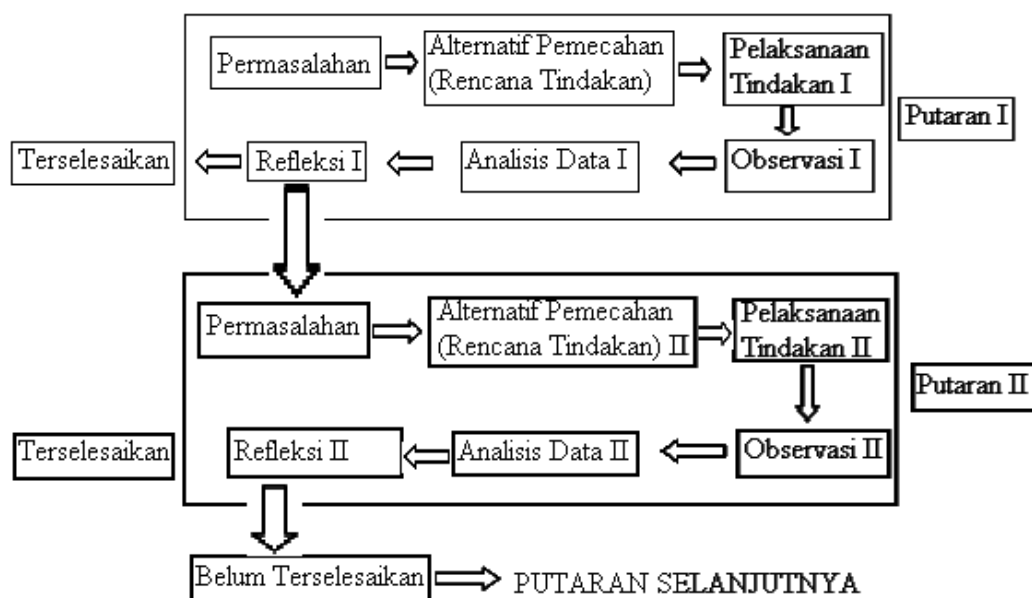 Permasalahan
Alternatif Pemecahan
(Rencana Tindakan)
Pelaksanaan
Tindakan I
Putaran I
Terselesaikan
Refleksi I
Analisis Data I
Observasi I
Permasalahan
Alternatif Pemecahan
(Rencana Tindakan) II
Pelaksanaan
Tindakan II
Putaran II
Terselesaikan
Refleksi II
Analisis Data II
Observasi II
Belum Terselesaikan
PUTARAN SELANJUTNYA